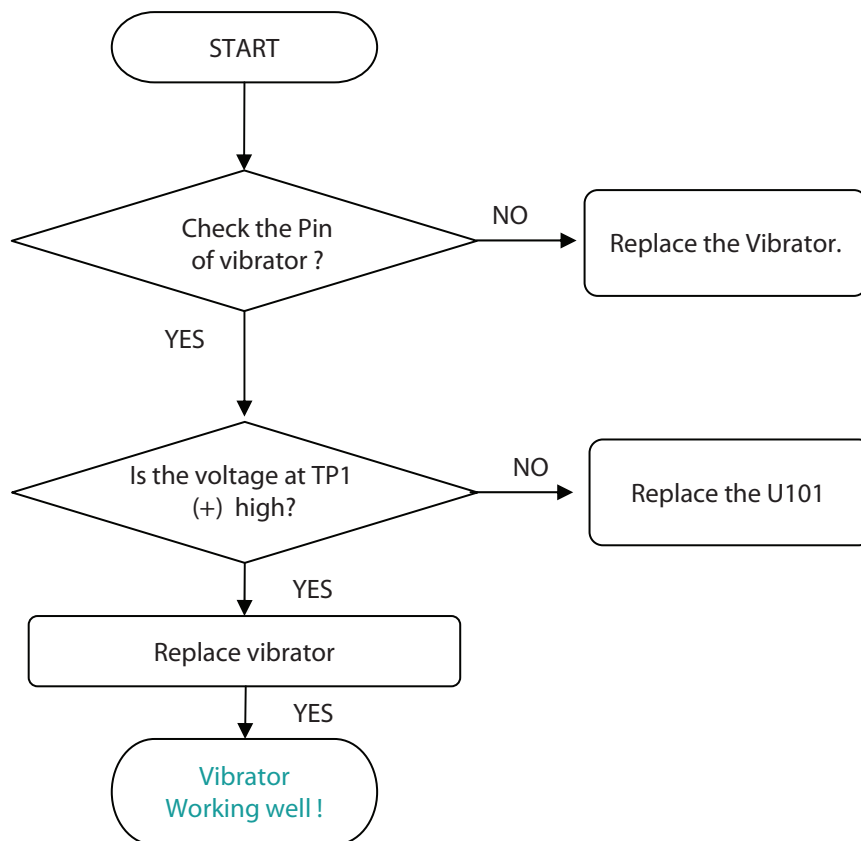 START
Check the Pin
of vibrator ?
NO
Replace the Vibrator.
YES
Is the voltage at TP1
(+) high?
NO
Replace the U101
YES
Replace vibrator
YES
Vibrator
Working well !